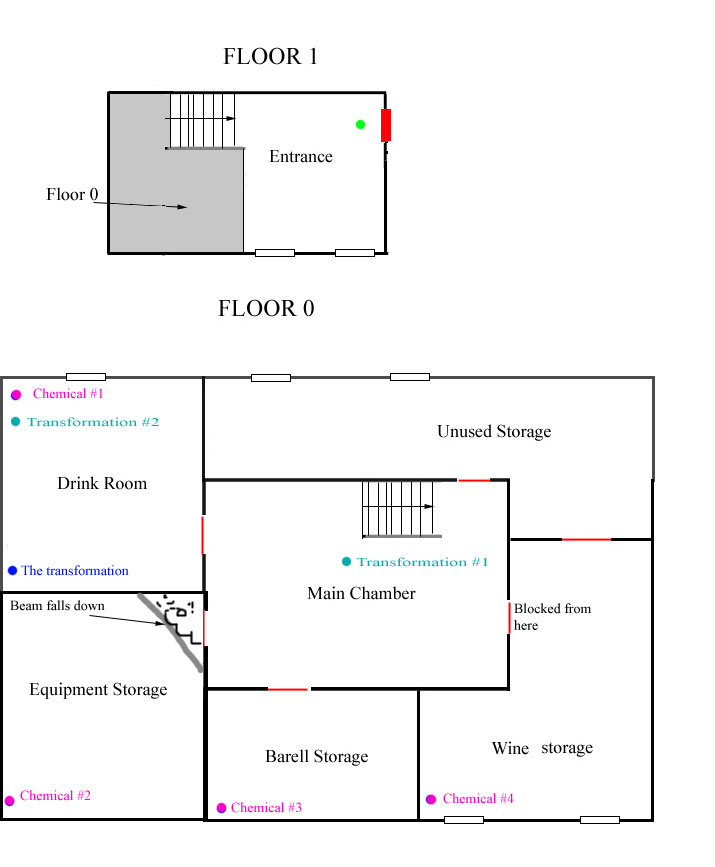 FLOOR 1
Entrance
Floor 0
FLOOR 0
Chemical #1
Transformation #2
Unused Storage
Drink Room
Transformation #1
The transformation
Main Chamber
Beam falls down
Blocked from
here
Equipment Storage
Wine storage
Barell Storage
Chemical #2
Chemical #3
Chemical #4